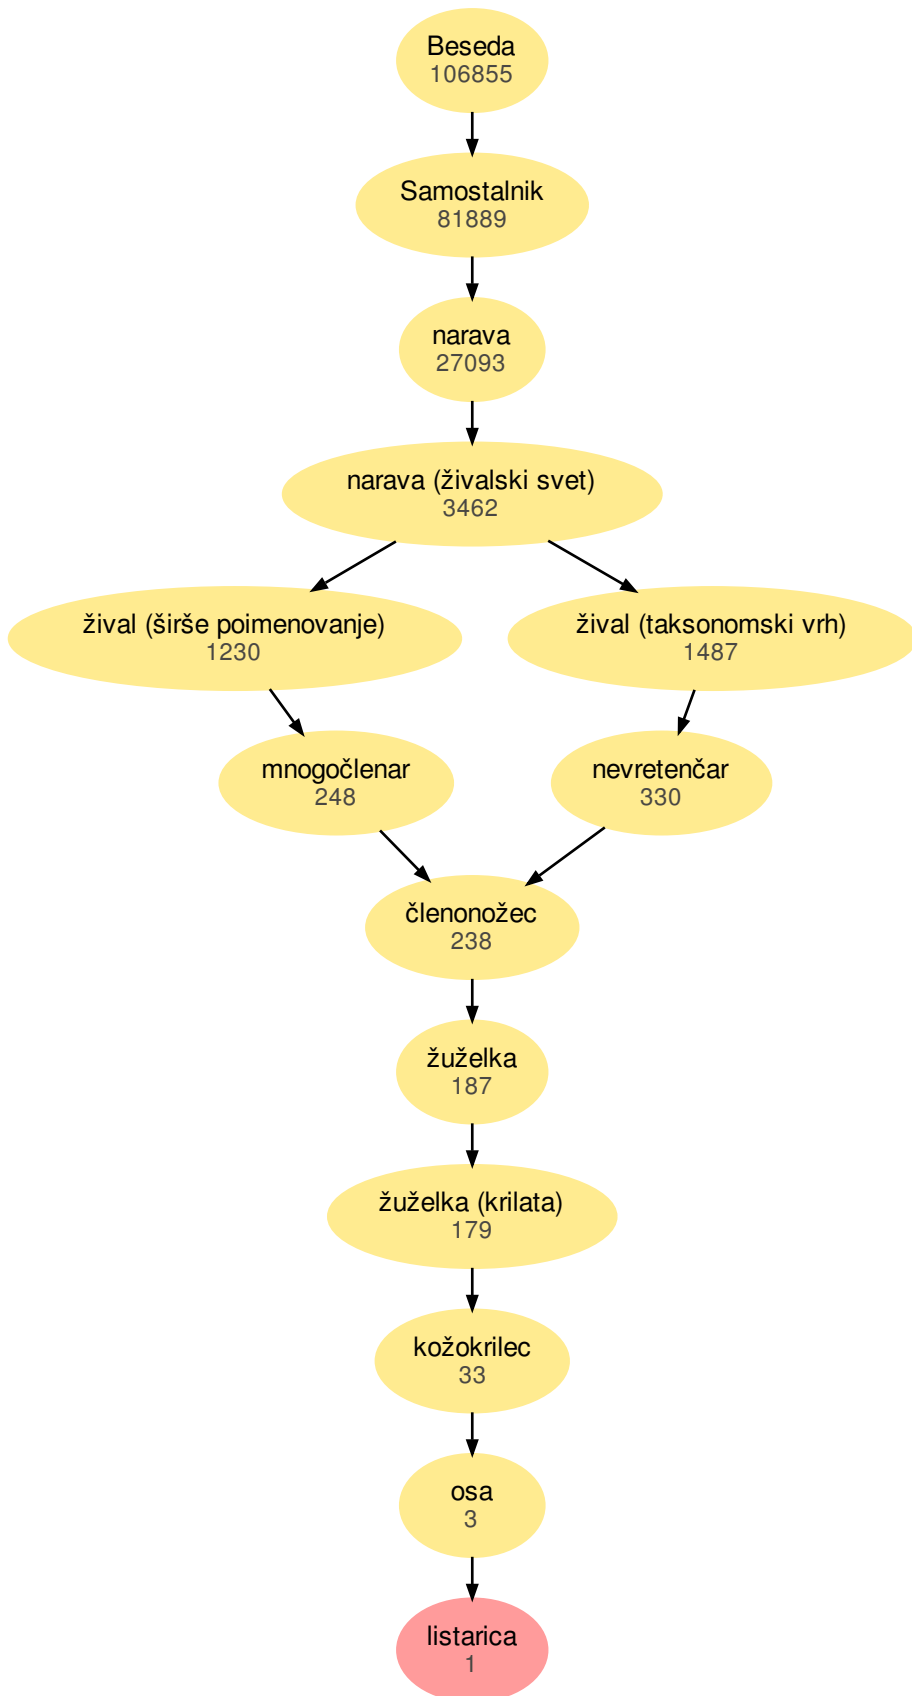 Beseda
106855
Samostalnik
81889
narava
27093
narava (živalski svet)
3462
žival (širše poimenovanje)
1230
žival (taksonomski vrh)
1487
mnogočlenar
248
nevretenčar
330
členonožec
238
žuželka
187
žuželka (krilata)
179
kožokrilec
33
osa
3
listarica
1